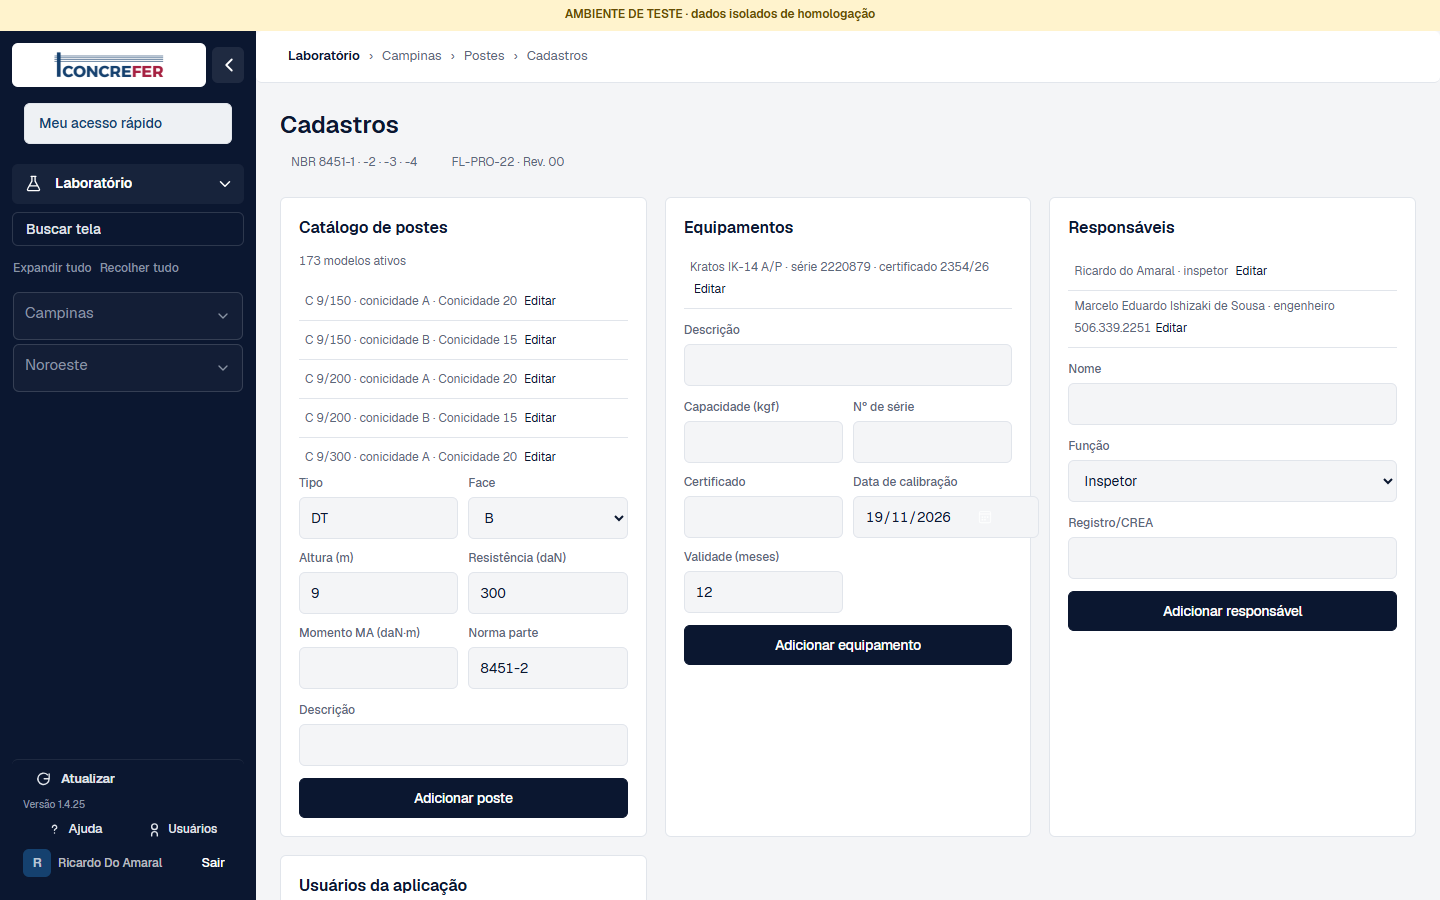 AMBIENTE DE TESTE · dados isolados de homologação
CONCREFER
Meu acesso rápido
Laboratório
Buscar tela
Expandir tudo Recolher tudo
Campinas
Noroeste
Atualizar
Versão 1.4.25
? Ajuda Usuários
R Ricardo Do Amaral Sair
Laboratório › Campinas › Postes › Cadastros
Cadastros
NBR 8451-1 · -2 · -3 · -4 FL-PRO-22 · Rev. 00
Catálogo de postes
173 modelos ativos
C 9/150 · conicidade A · Conicidade 20 Editar
C 9/150 · conicidade B · Conicidade 15 Editar
C 9/200 · conicidade A · Conicidade 20 Editar
C 9/200 · conicidade B · Conicidade 15 Editar
C 9/300 · conicidade A · Conicidade 20 Editar
Tipo Face
DT B
Altura (m) Resistência (daN)
9 300
Momento MA (daN·m) Norma parte
8451-2
Descrição
Adicionar poste
Equipamentos
Kratos IK-14 A/P · série 2220879 · certificado 2354/26
Editar
Descrição
Capacidade (kgf) Nº de série
Certificado Data de calibração
19/11/2026
Validade (meses)
12
Adicionar equipamento
Responsáveis
Ricardo do Amaral · inspetor Editar
Marcelo Eduardo Ishizaki de Sousa · engenheiro
506.339.2251 Editar
Nome
Função
Inspetor
Registro/CREA
Adicionar responsável
Usuários da aplicação